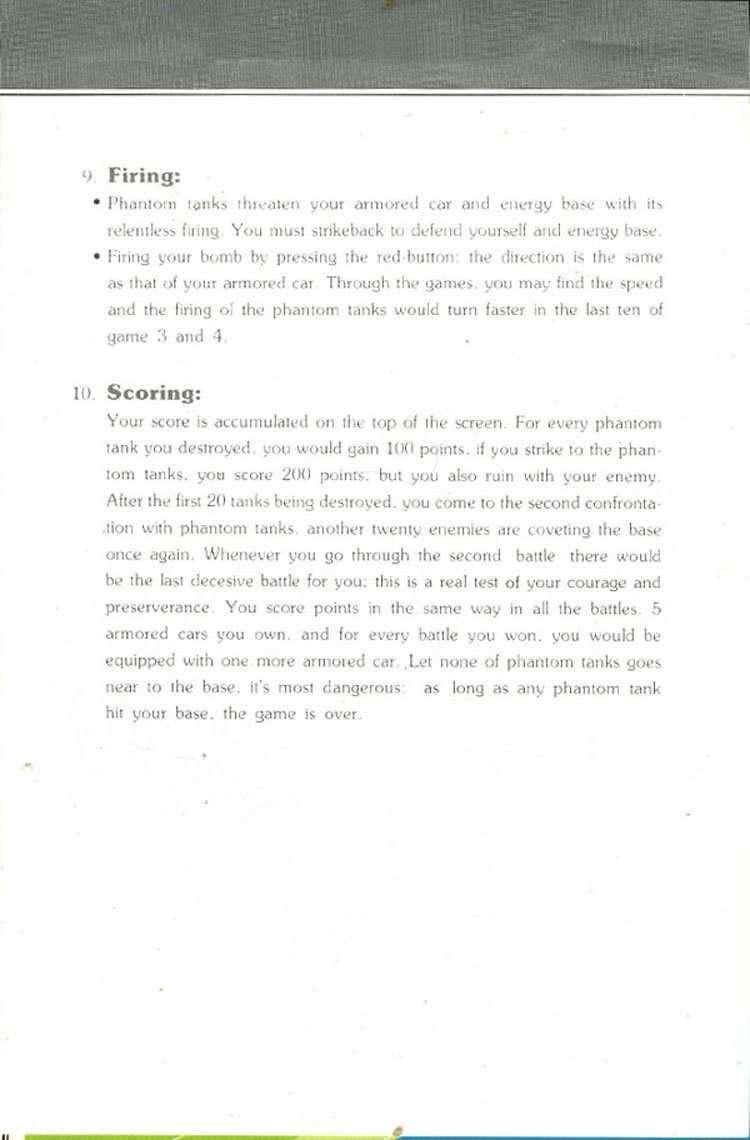 9. Firing:
• Phantom tanks threaten your armored car and energy base with its
relentless firing. You must strikeback to defend yourself and energy base.
• Firing your bomb by pressing the red-button: the direction is the same
as that of your armored car. Through the games, you may find the speed
and the firing of the phantom tanks would turn faster in the last ten of
game 3 and 4.
10. Scoring:
Your score is accumulated on the top of the screen. For every phantom
tank you destroyed, you would gain 100 points, if you strike to the phan-
tom tanks, you score 200 points, but you also ruin with your enemy.
After the first 20 tanks being destroyed, you come to the second confronta-
tion with phantom tanks, another twenty enemies are coveting the base
once again. Whenever you go through the second battle there would
be the last decesive battle for you; this is a real test of your courage and
preserverance. You score points in the same way in all the battles. 5
armored cars you own, and for every battle you won, you would be
equipped with one more armored car. Let none of phantom tanks goes
near to the base, it's most dangerous: as long as any phantom tank
hit your base, the game is over.